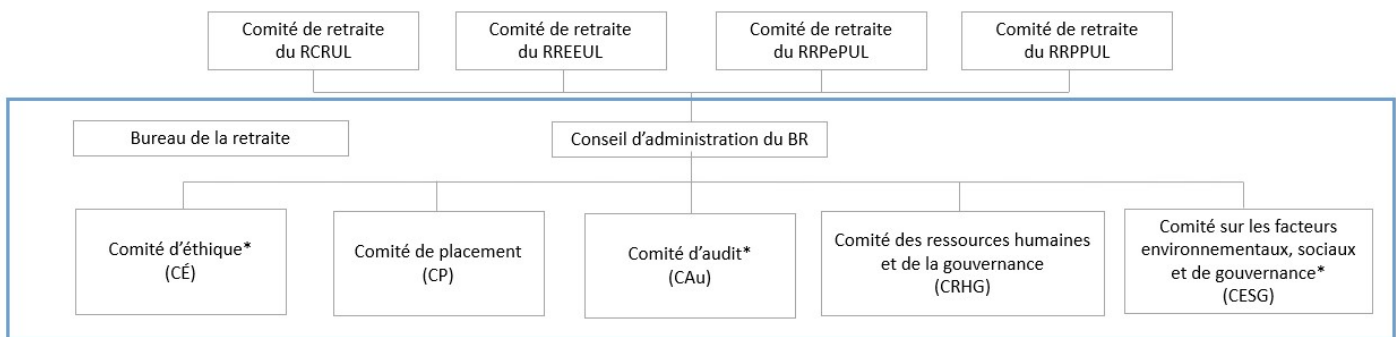 Comité de retraite
du RCRUL
Comité de retraite
du RREEUL
Comité de retraite
du RRPePUL
Comité de retraite
du RRPPUL
Bureau de la retraite
Conseil d’administration du BR
Comité d’éthique*
(CÉ)
Comité de placement
(CP)
Comité d’audit*
(CAu)
Comité des ressources humaines
et de la gouvernance
(CRHG)
Comité sur les facteurs
environnementaux, sociaux
et de gouvernance*
(CESG)